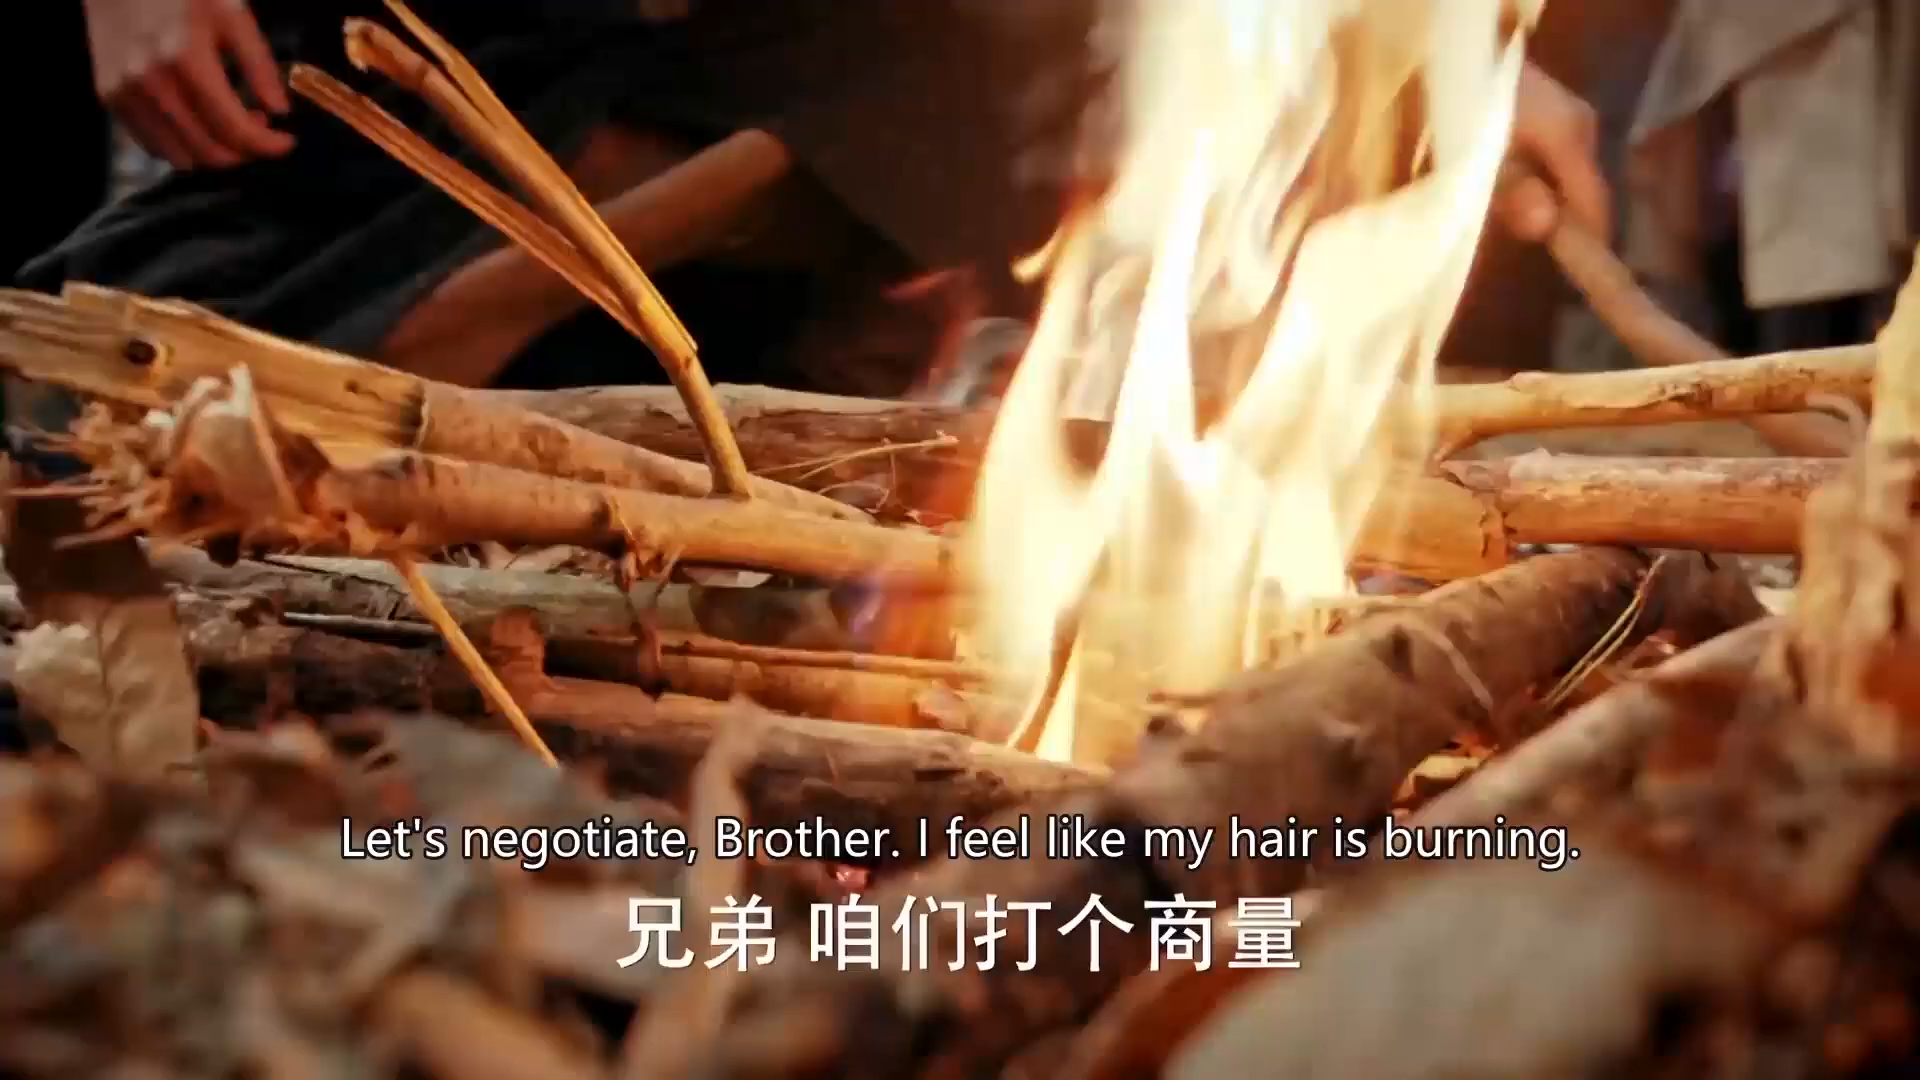 Let's negotiate, Brother. I feel like my hair is burning.
兄弟 咱们打个商量